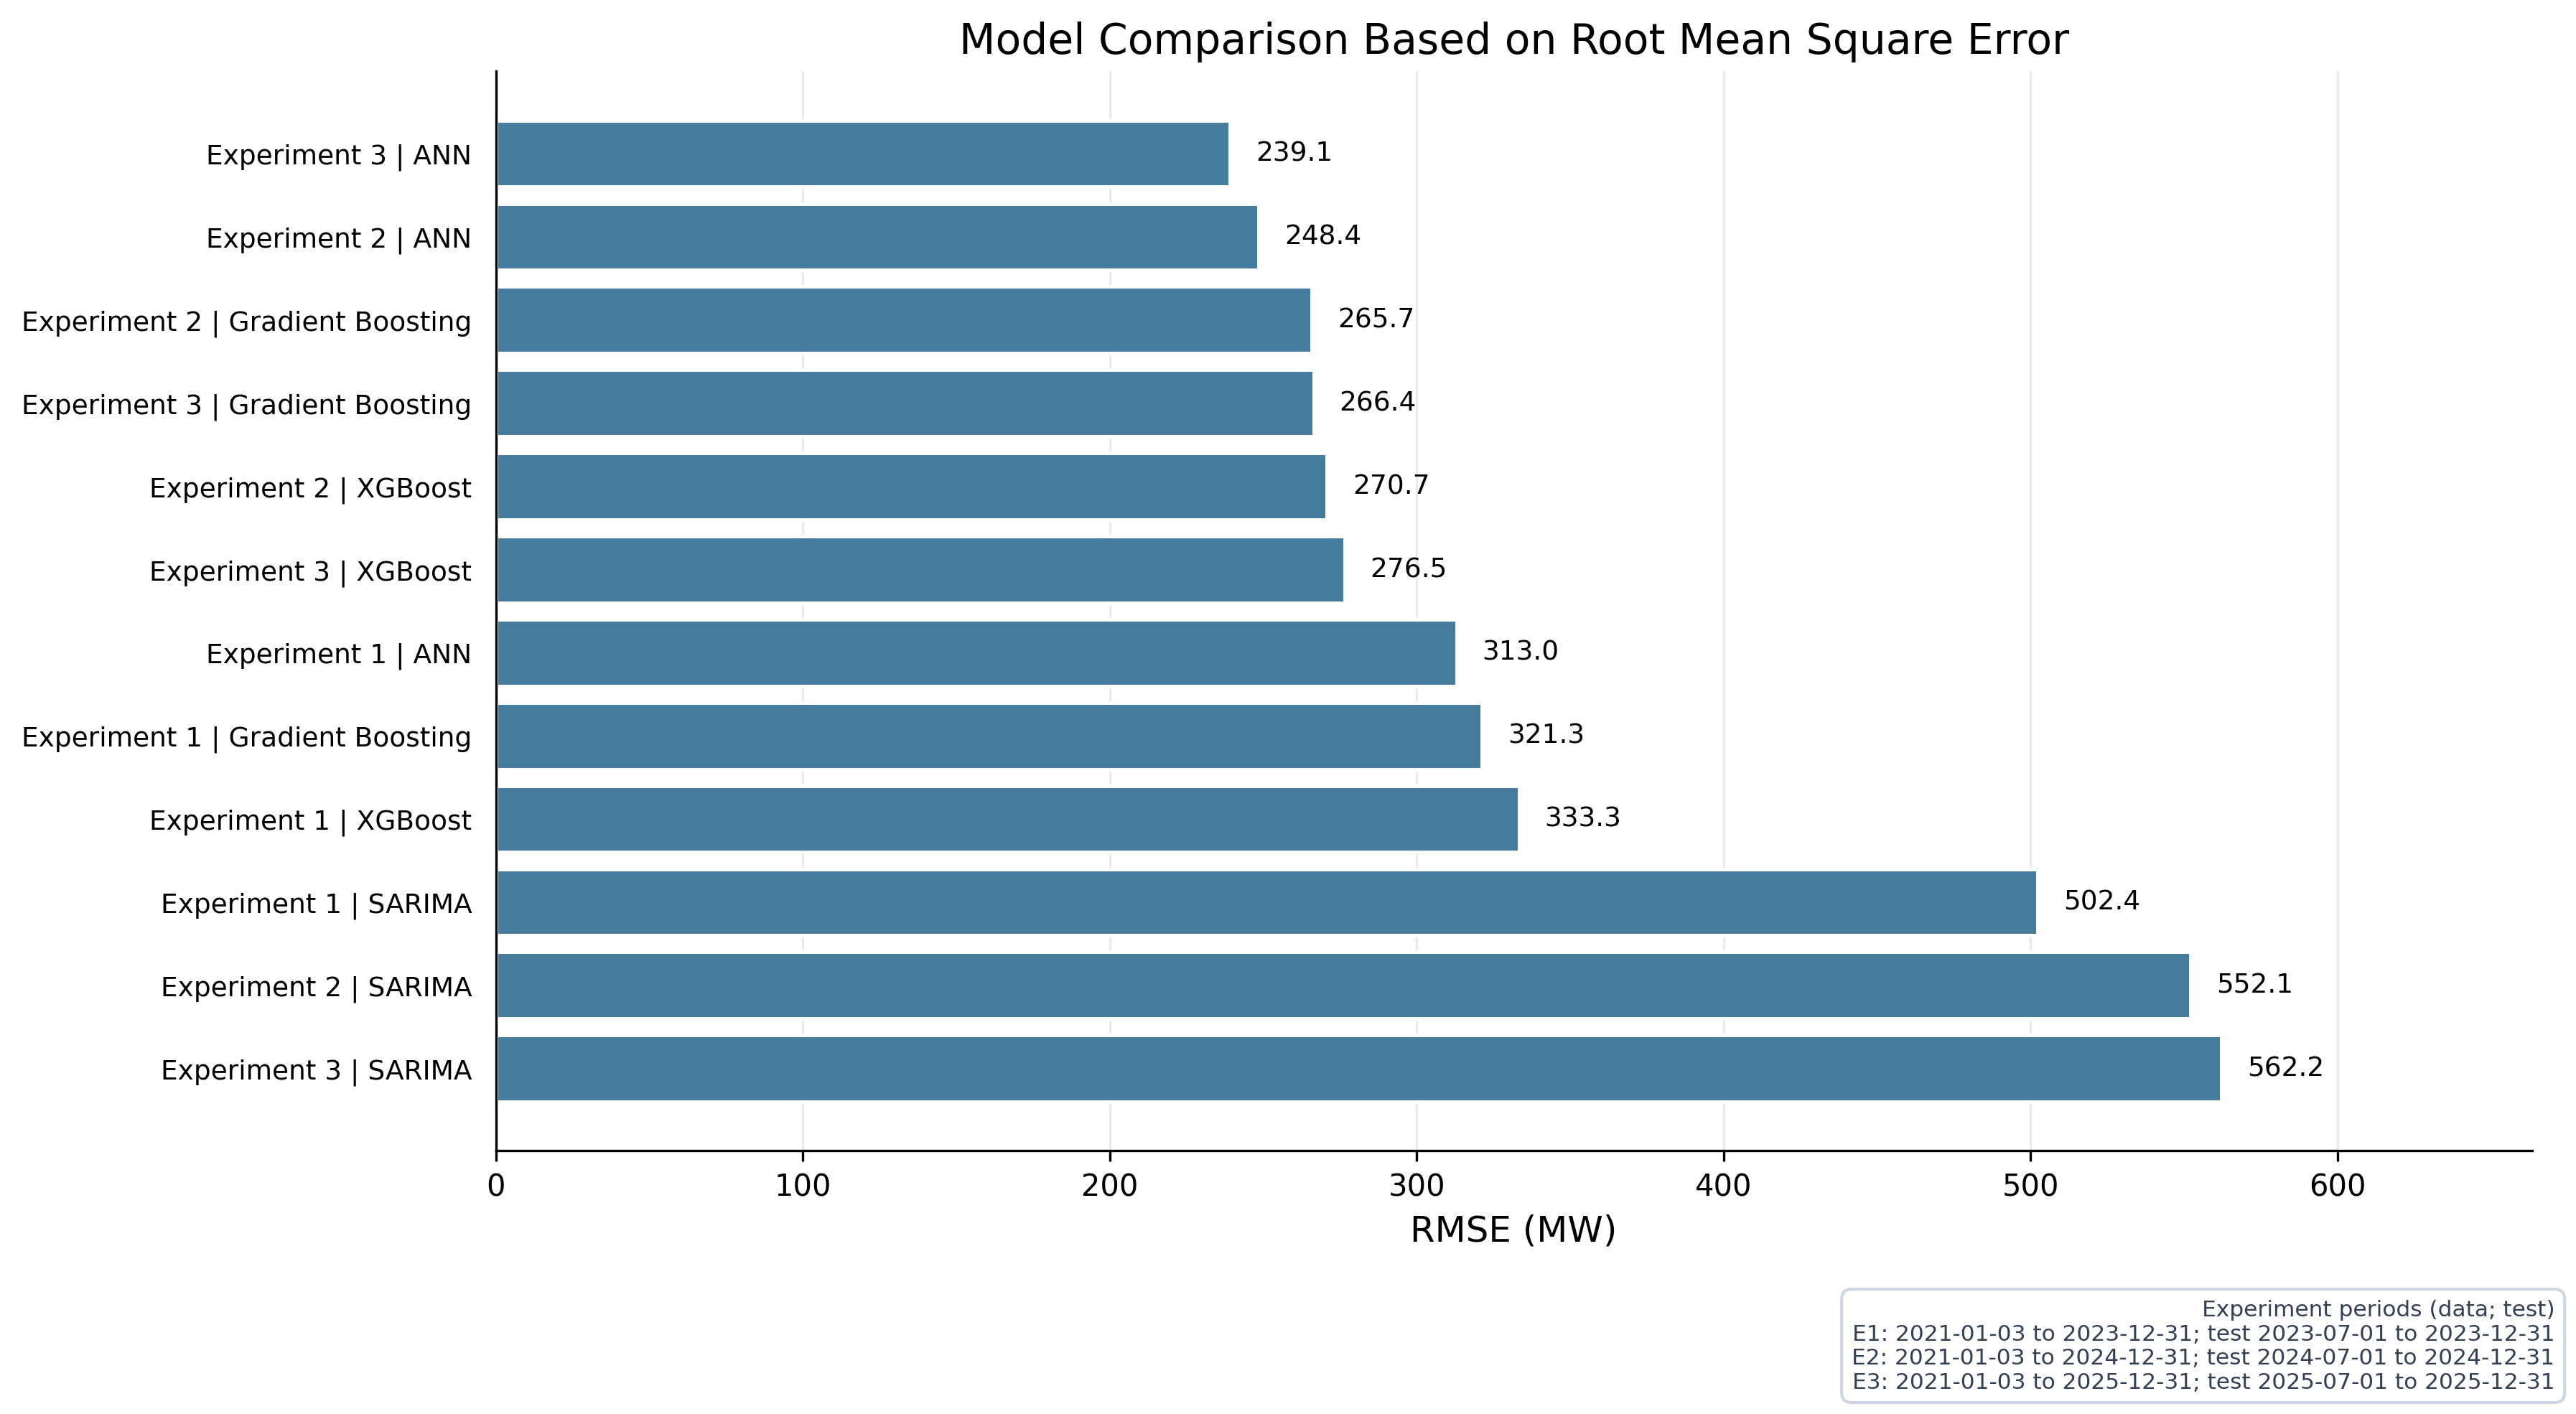 Model Comparison Based on Root Mean Square Error
Experiment 3 | ANN 239.1
Experiment 2 | ANN 248.4
Experiment 2 | Gradient Boosting 265.7
Experiment 3 | Gradient Boosting 266.4
Experiment 2 | XGBoost 270.7
Experiment 3 | XGBoost 276.5
Experiment 1 | ANN 313.0
Experiment 1 | Gradient Boosting 321.3
Experiment 1 | XGBoost 333.3
Experiment 1 | SARIMA 502.4
Experiment 2 | SARIMA 552.1
Experiment 3 | SARIMA 562.2
0 100 200 300 400 500 600
RMSE (MW)
Experiment periods (data; test)
E1: 2021-01-03 to 2023-12-31; test 2023-07-01 to 2023-12-31
E2: 2021-01-03 to 2024-12-31; test 2024-07-01 to 2024-12-31
E3: 2021-01-03 to 2025-12-31; test 2025-07-01 to 2025-12-31